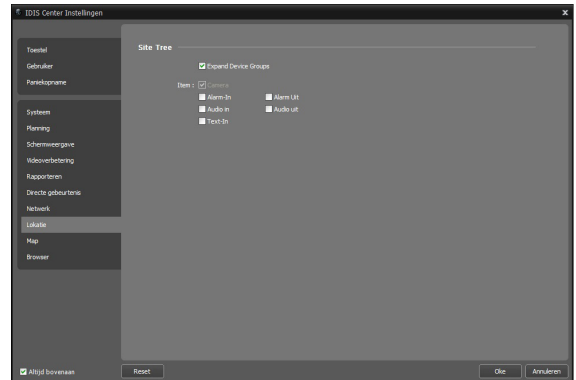 IDIS Center Instellingen
Toestel
Gebruiker
Paniekopname
Systeem
Planning
Schermweergave
Videoverbetering
Rapporteren
Directe gebeurtenis
Netwerk
Lokatie
Map
Browser
Site Tree
Expand Device Groups
Item : Camera
Alarm-In Alarm Uit
Audio in Audio uit
Text-In
Altijd bovenaan
Reset Oke Annuleren